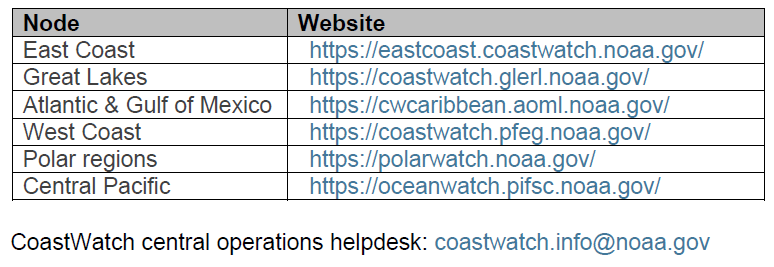 Node Website
East Coast https://eastcoast.coastwatch.noaa.gov/
Great Lakes https://coastwatch.glerl.noaa.gov/
Atlantic & Gulf of Mexico https://cwcaribbean.aoml.noaa.gov/
West Coast https://coastwatch.pfeg.noaa.gov/
Polar regions https://polarwatch.noaa.gov/
Central Pacific https://oceanwatch.pifsc.noaa.gov/
CoastWatch central operations helpdesk: coastwatch.info@noaa.gov